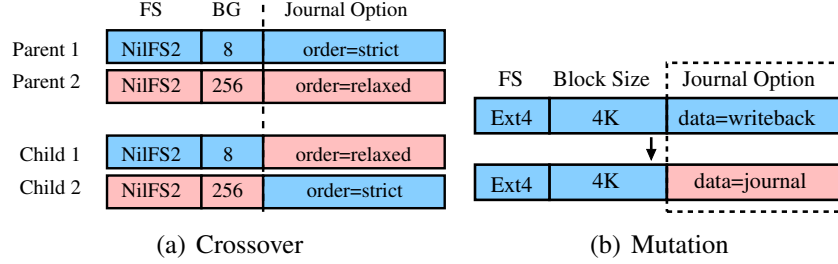 FS BG Journal Option
Parent 1 NilFS2 8 order=strict
Parent 2 NilFS2 256 order=relaxed
Child 1 NilFS2 8 order=relaxed
Child 2 NilFS2 256 order=strict
(a) Crossover
FS Block Size Journal Option
Ext4 4K data=writeback
Ext4 4K data=journal
(b) Mutation